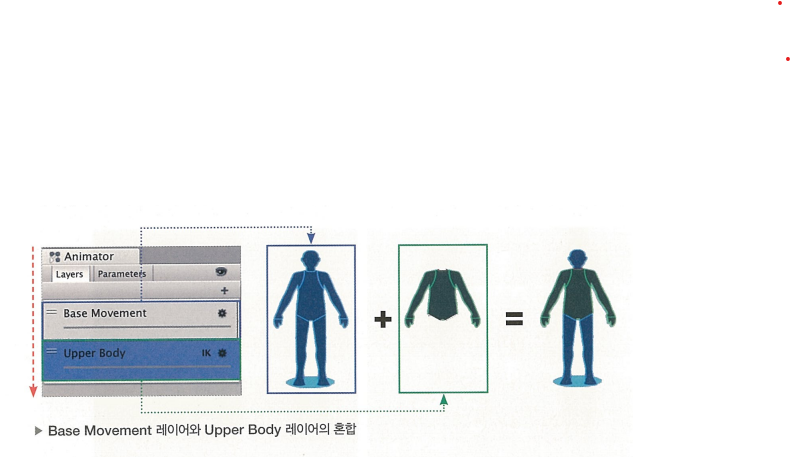 Animator
Layers Parameters
+
Base Movement
Upper Body IK
+ =
▶ Base Movement 레이어와 Upper Body 레이어의 혼합